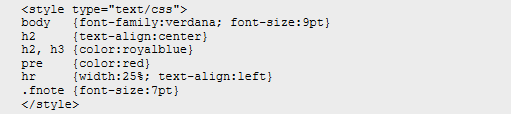 <style type="text/css">
body   {font-family:verdana; font-size:9pt}
h2     {text-align:center}
h2, h3 {color:royalblue}
pre    {color:red}
hr     {width:25%; text-align:left}
.fnote {font-size:7pt}
</style>